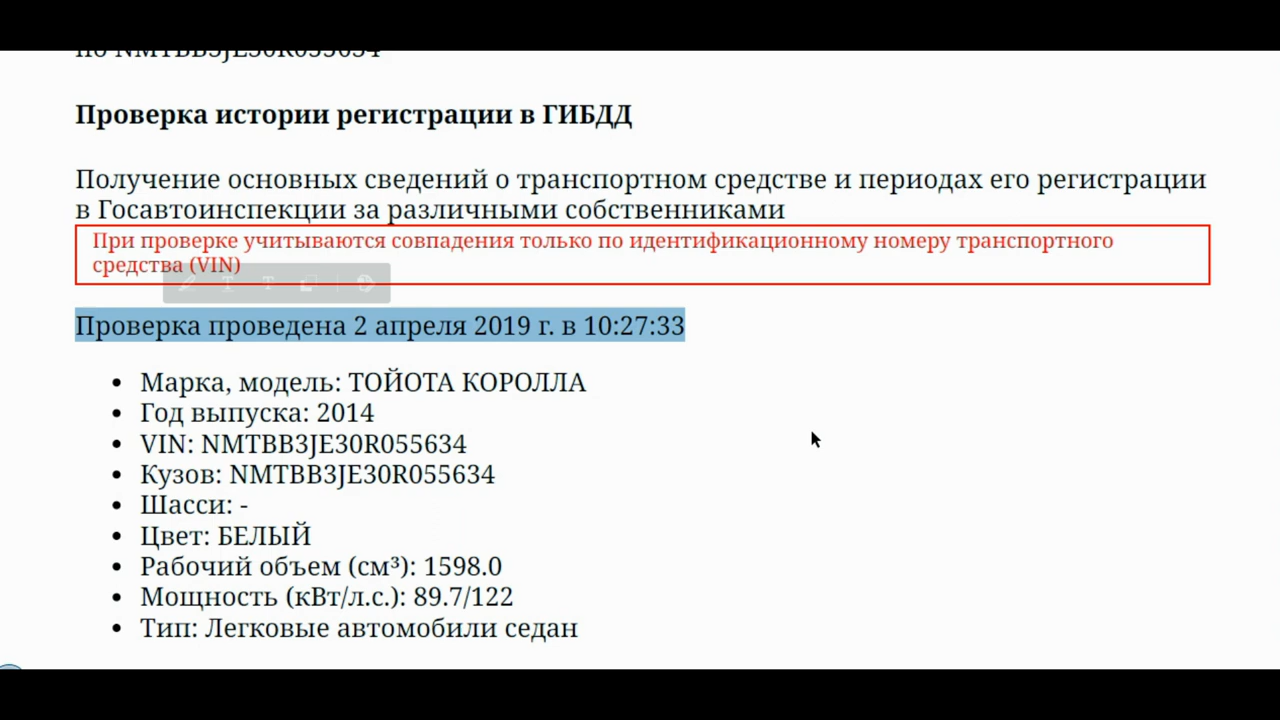 по NMTBB3JE30R055634
Проверка истории регистрации в ГИБДД
Получение основных сведений о транспортном средстве и периодах его регистрации
в Госавтоинспекции за различными собственниками
При проверке учитываются совпадения только по идентификационному номеру транспортного
средства (VIN)
Проверка проведена 2 апреля 2019 г. в 10:27:33
• Марка, модель: ТОЙОТА КОРОЛЛА
• Год выпуска: 2014
• VIN: NMTBB3JE30R055634
• Кузов: NMTBB3JE30R055634
• Шасси: -
• Цвет: БЕЛЫЙ
• Рабочий объем (см³): 1598.0
• Мощность (кВт/л.с.): 89.7/122
• Тип: Легковые автомобили седан